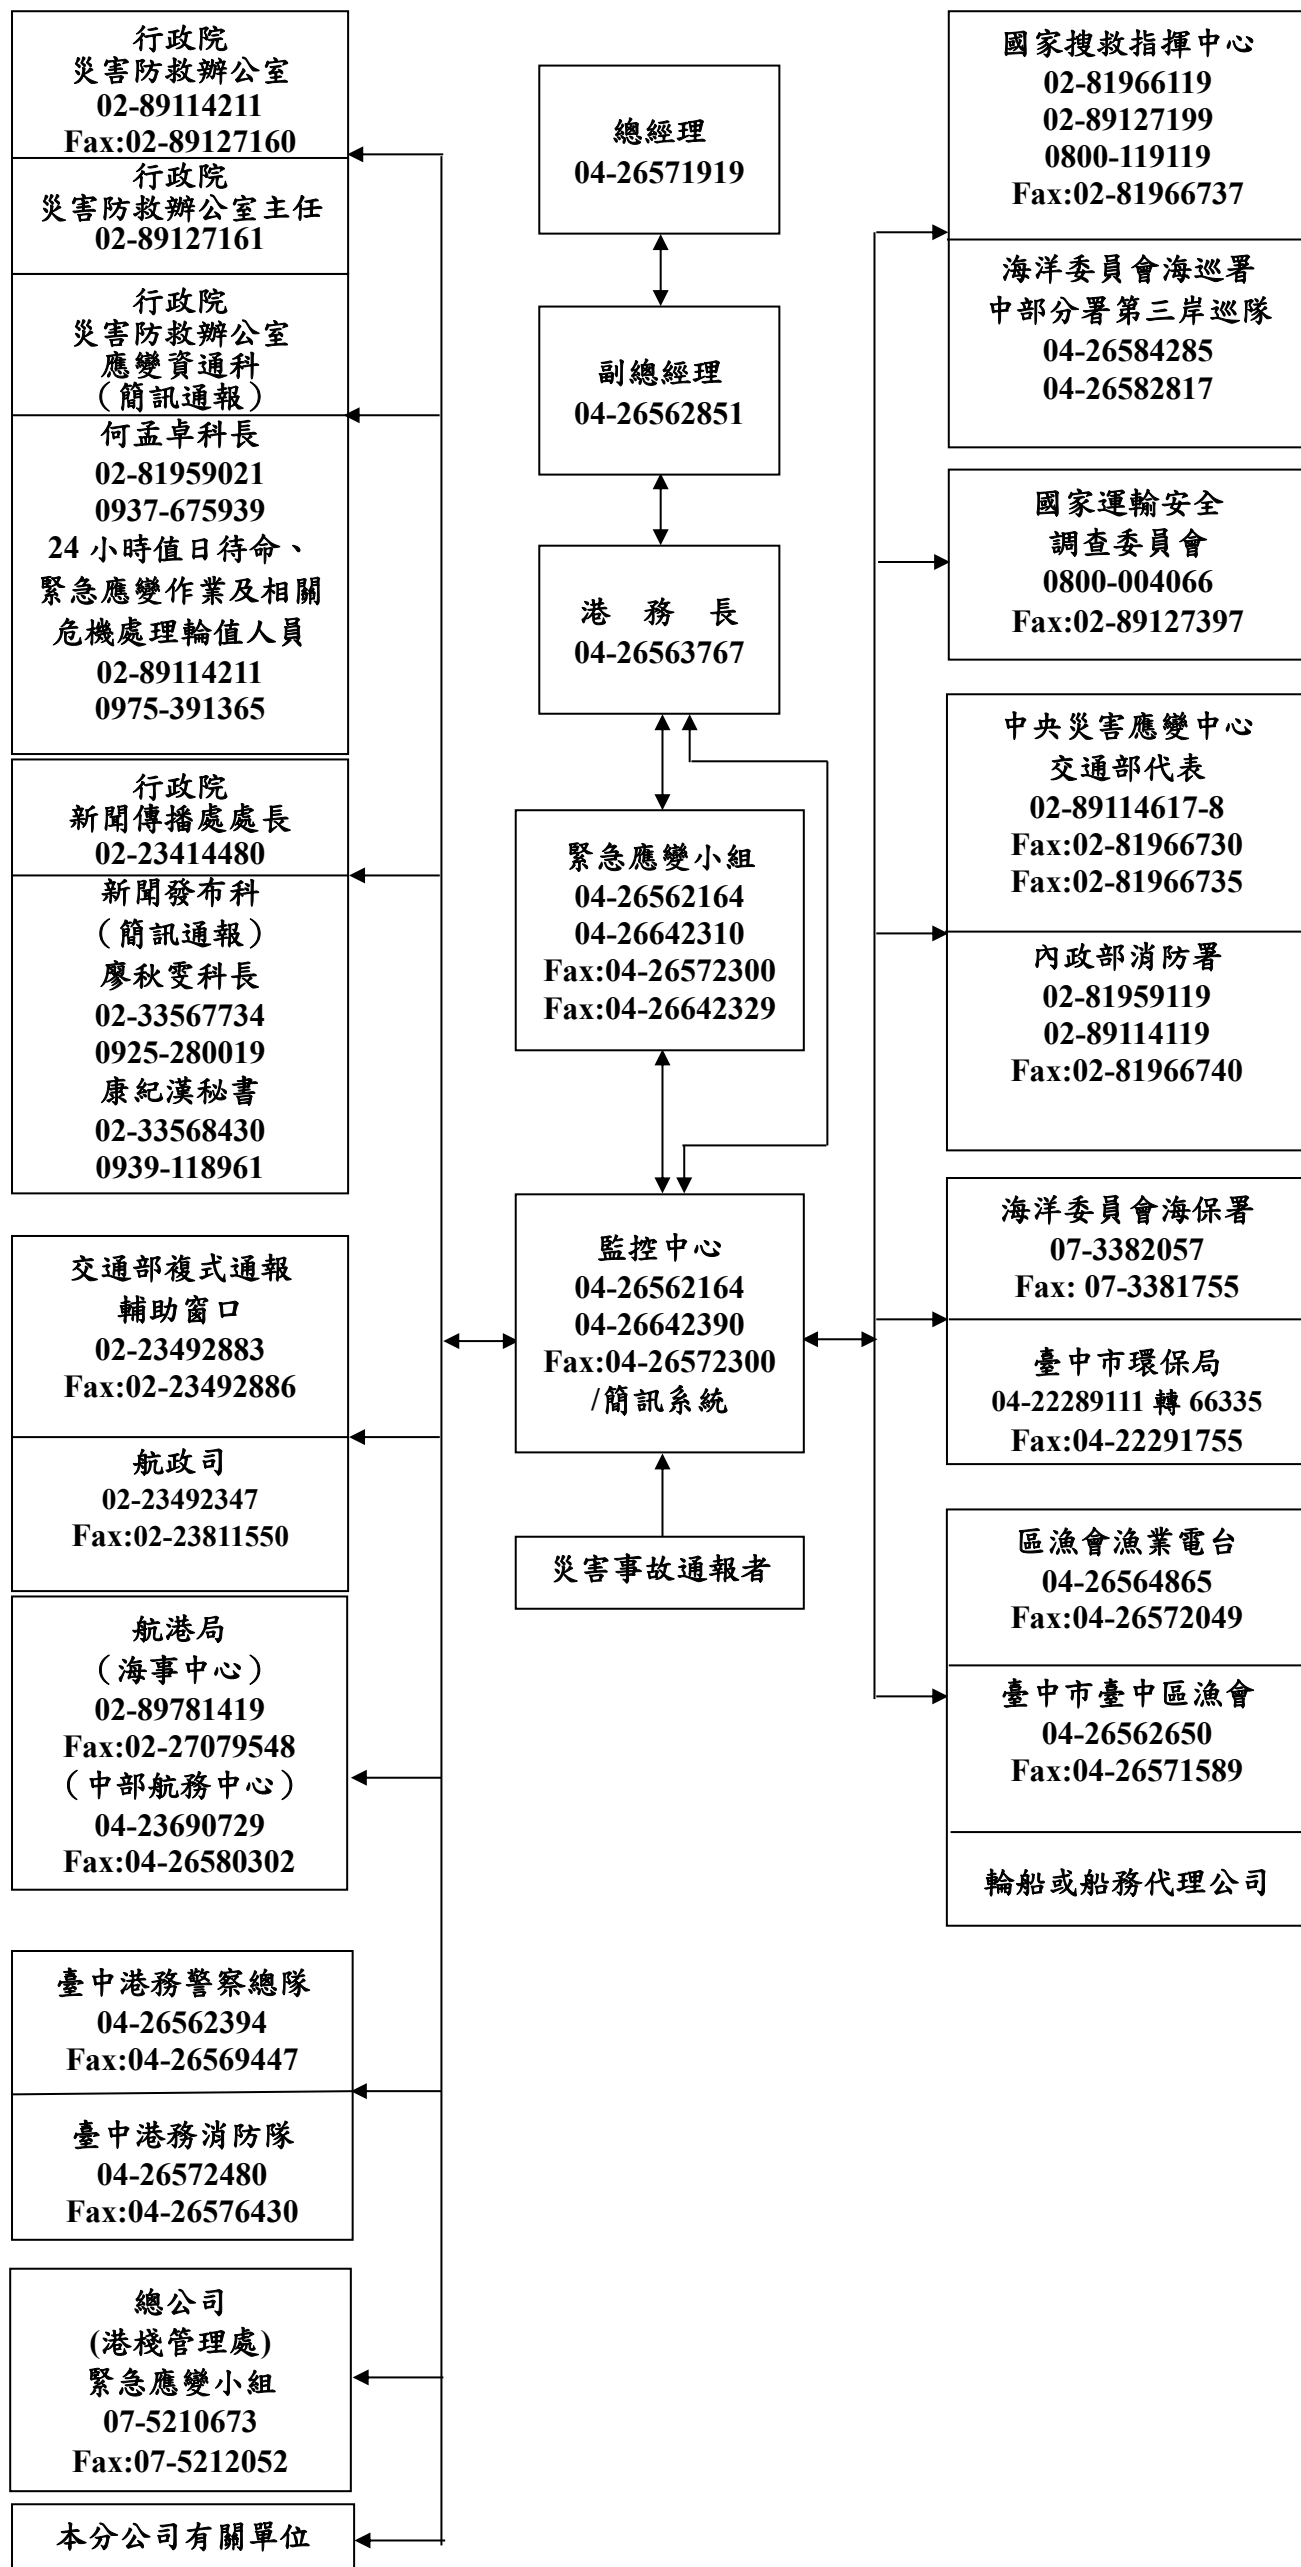 行政院
災害防救辦公室
02-89114211
Fax:02-89127160
行政院
災害防救辦公室主任
02-89127161
行政院
災害防救辦公室
應變資通科
（簡訊通報）
何孟卓科長
02-81959021
0937-675939
24 小時值日待命、
緊急應變作業及相關
危機處理輪值人員
02-89114211
0975-391365
行政院
新聞傳播處處長
02-23414480
新聞發布科
（簡訊通報）
廖秋雯科長
02-33567734
0925-280019
康紀漢秘書
02-33568430
0939-118961
交通部複式通報
輔助窗口
02-23492883
Fax:02-23492886
航政司
02-23492347
Fax:02-23811550
航港局
（海事中心）
02-89781419
Fax:02-27079548
（中部航務中心）
04-23690729
Fax:04-26580302
臺中港務警察總隊
04-26562394
Fax:04-26569447
臺中港務消防隊
04-26572480
Fax:04-26576430
總公司
(港棧管理處)
緊急應變小組
07-5210673
Fax:07-5212052
本分公司有關單位
總經理
04-26571919
副總經理
04-26562851
港 務 長
04-26563767
緊急應變小組
04-26562164
04-26642310
Fax:04-26572300
Fax:04-26642329
監控中心
04-26562164
04-26642390
Fax:04-26572300
/簡訊系統
災害事故通報者
國家搜救指揮中心
02-81966119
02-89127199
0800-119119
Fax:02-81966737
海洋委員會海巡署
中部分署第三岸巡隊
04-26584285
04-26582817
國家運輸安全
調查委員會
0800-004066
Fax:02-89127397
中央災害應變中心
交通部代表
02-89114617-8
Fax:02-81966730
Fax:02-81966735
內政部消防署
02-81959119
02-89114119
Fax:02-81966740
海洋委員會海保署
07-3382057
Fax: 07-3381755
臺中市環保局
04-22289111 轉 66335
Fax:04-22291755
區漁會漁業電台
04-26564865
Fax:04-26572049
臺中市臺中區漁會
04-26562650
Fax:04-26571589
輪船或船務代理公司